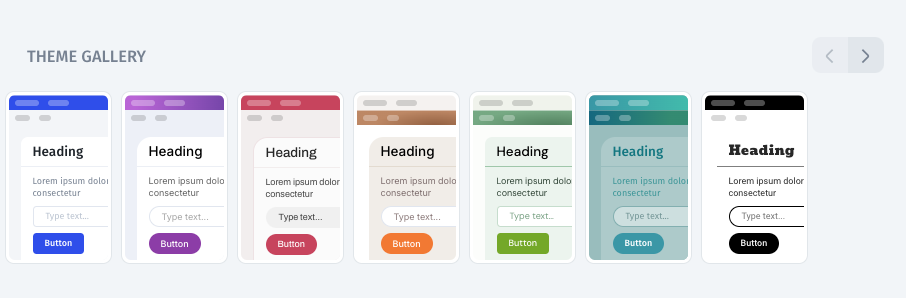 THEME GALLERY
Heading
Lorem ipsum dolor
consectetur
Type text...
Button
Heading
Lorem ipsum dolo
consectetur
Type text...
Button
Heading
Lorem ipsum dolor
consectetur
Type text...
Button
Heading
Lorem ipsum dolo
consectetur
Type text...
Button
Heading
Lorem ipsum dolor
consectetur
Type text...
Button
Heading
Lorem ipsum dolor
consectetur
Type text...
Button
Heading
Lorem ipsum dolor
consectetur
Type text...
Button